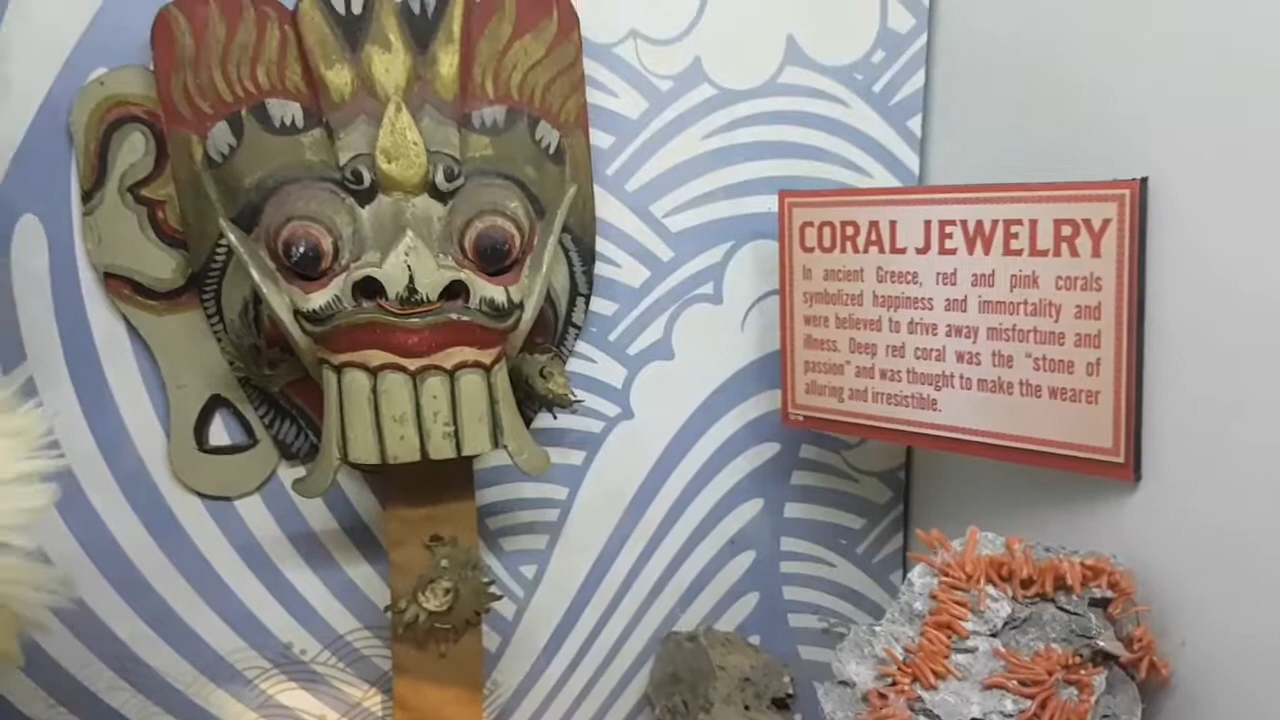 CORAL JEWELRY
In ancient Greece, red and pink corals
symbolized happiness and immortality and
were believed to drive away misfortune and
illness. Deep red coral was the "stone of
passion" and was thought to make the wearer
alluring and irresistible.